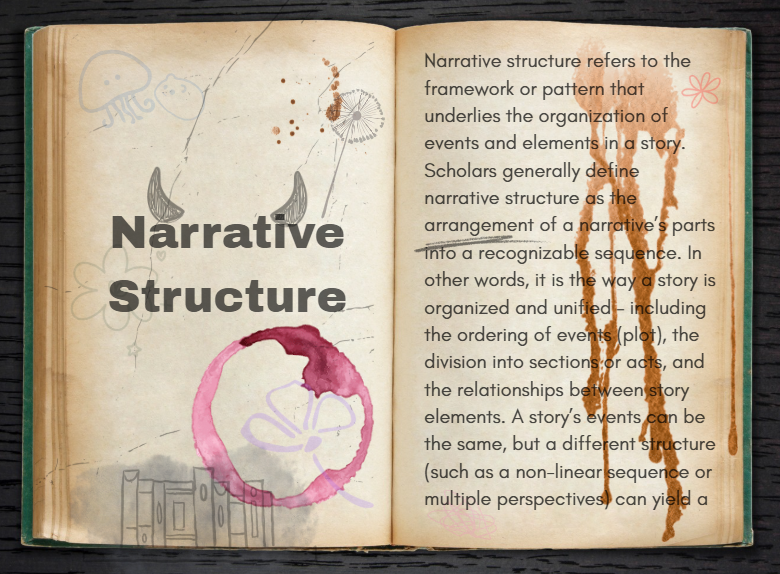 Narrative
Structure
Narrative structure refers to the
framework or pattern that
underlies the organization of
events and elements in a story.
Scholars generally define
narrative structure as the
arrangement of a narrative’s parts
into a recognizable sequence. In
other words, it is the way a story is
organized and unified – including
the ordering of events (plot), the
division into sections or acts, and
the relationships between story
elements. A story’s events can be
the same, but a different structure
(such as a non-linear sequence or
multiple perspectives) can yield a